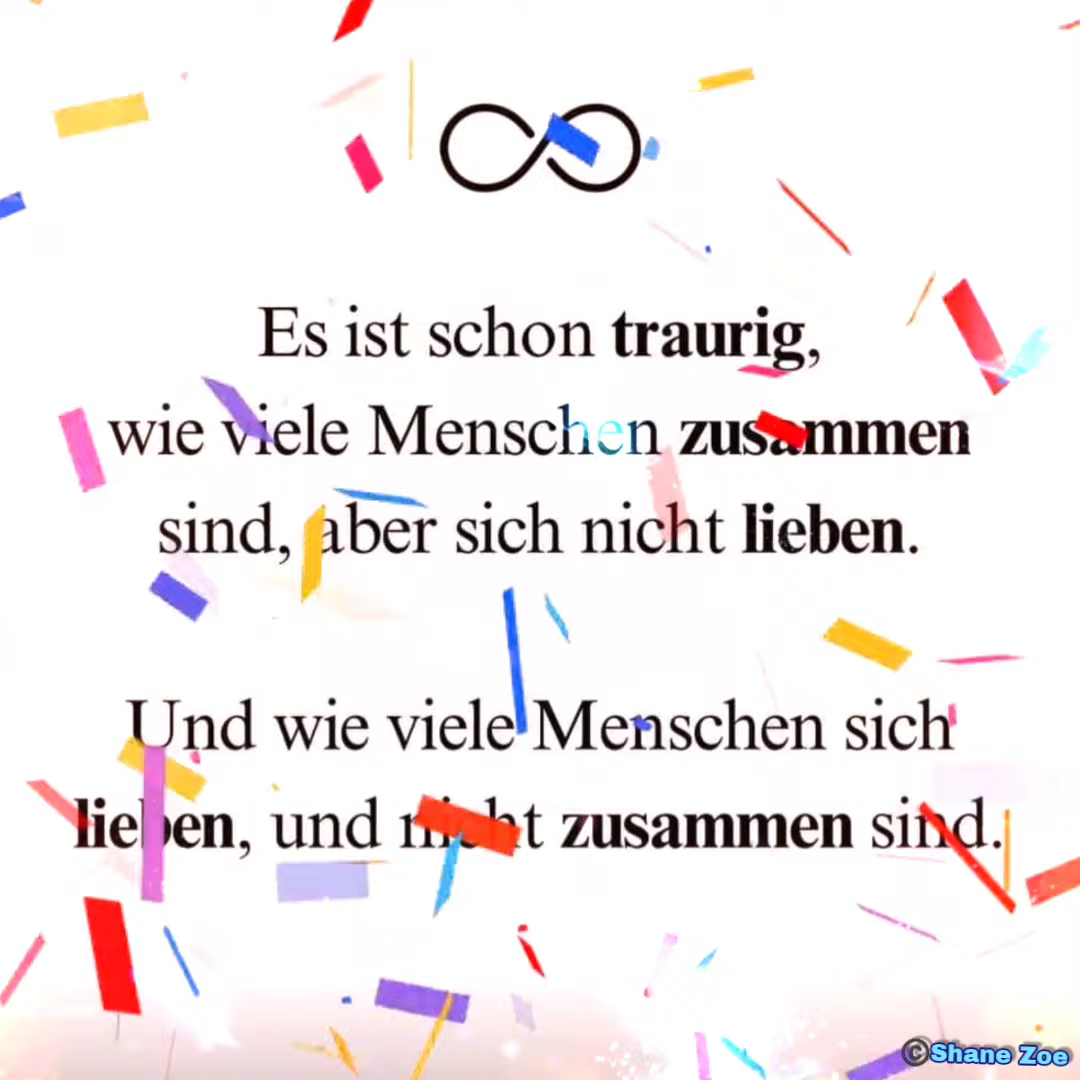 Es ist schon traurig,
wie viele Menschen zusammen
sind, aber sich nicht lieben.
Und wie viele Menschen sich
lieben, und nicht zusammen sind.
©Shane Zoe